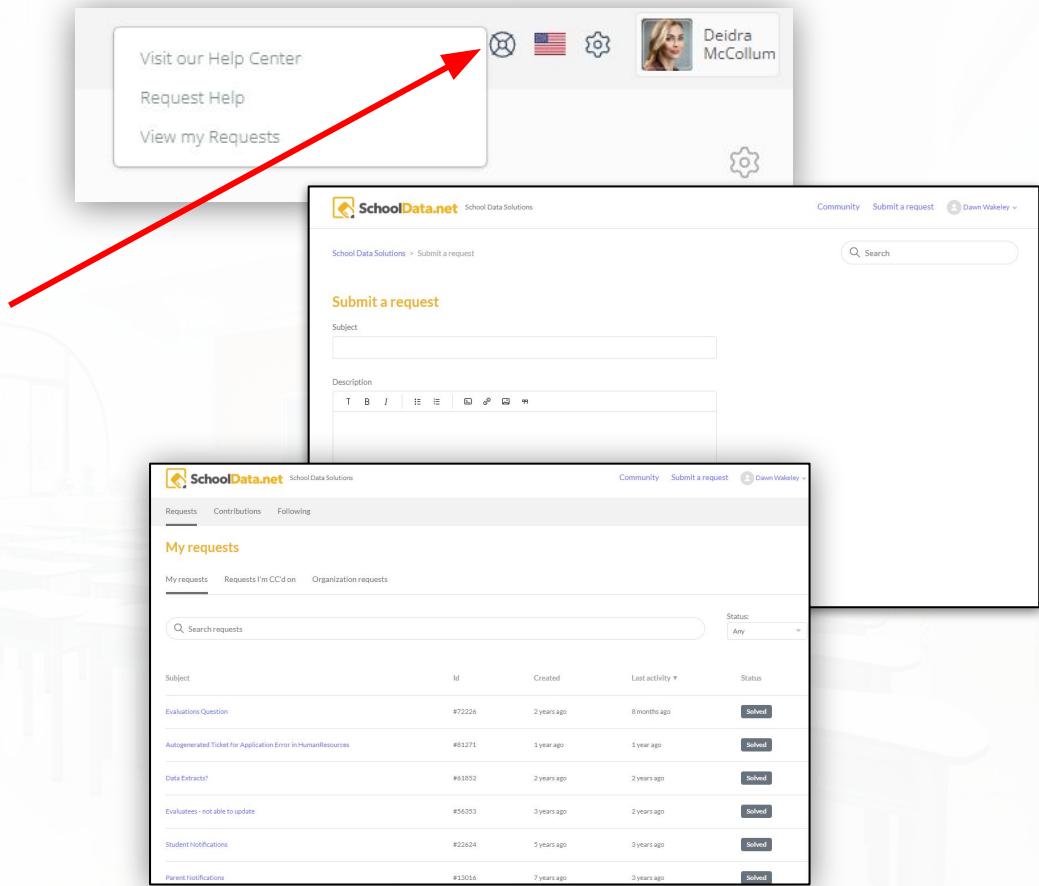 Visit our Help Center
Request Help
View my Requests
Deidra
McCollum
SchoolData.net School Data Solutions
Community Submit a request Dawn Wakeley
School Data Solutions > Submit a request
Search
Submit a request
Subject
Description
T B I
SchoolData.net School Data Solutions
Community Submit a request Dawn Wakeley
Requests Contributions Following
My requests
My requests Requests I'm CC'd on Organization requests
Status:
Search requests Any
Subject Id Created Last activity ▼ Status
Evaluations Question #72226 2 years ago 8 months ago Solved
Autogenerated Ticket for Application Error in HumanResources #81271 1 year ago 1 year ago Solved
Data Extracts? #61852 2 years ago 2 years ago Solved
Evaluatees - not able to update #56353 3 years ago 2 years ago Solved
Student Notifications #22624 5 years ago 3 years ago Solved
Parent Notifications #13016 7 years ago 3 years ago Solved